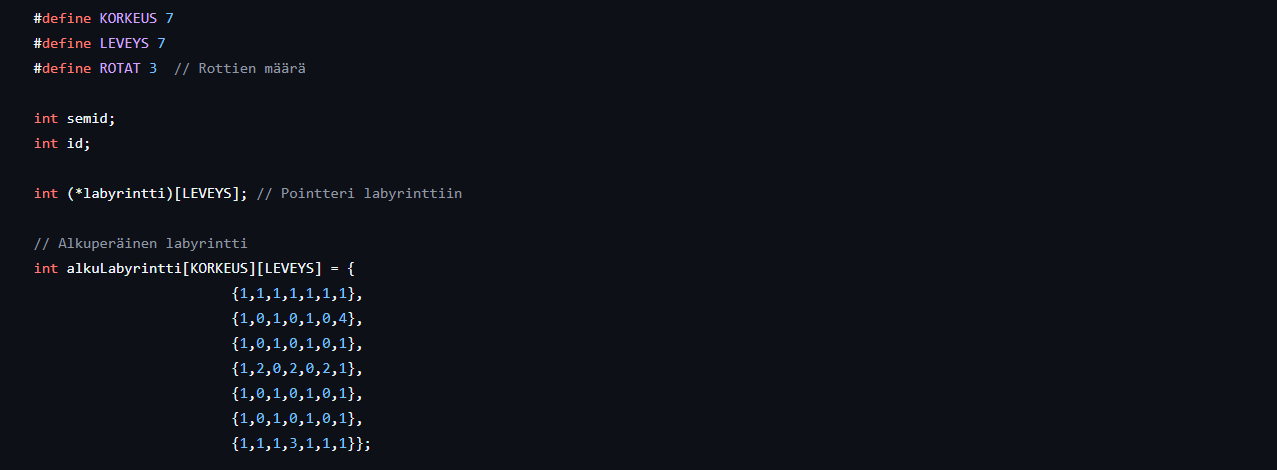 #define KORKEUS 7
#define LEVEYS 7
#define ROTAT 3  // Rottien määrä
int semid;
int id;
int (*labyrintti)[LEVEYS]; // Pointteri labyrinttiin
// Alkuperäinen labyrintti
int alkuLabyrintti[KORKEUS][LEVEYS] = {
{1,1,1,1,1,1,1},
{1,0,1,0,1,0,4},
{1,0,1,0,1,0,1},
{1,2,0,2,0,2,1},
{1,0,1,0,1,0,1},
{1,0,1,0,1,0,1},
{1,1,1,3,1,1,1}};